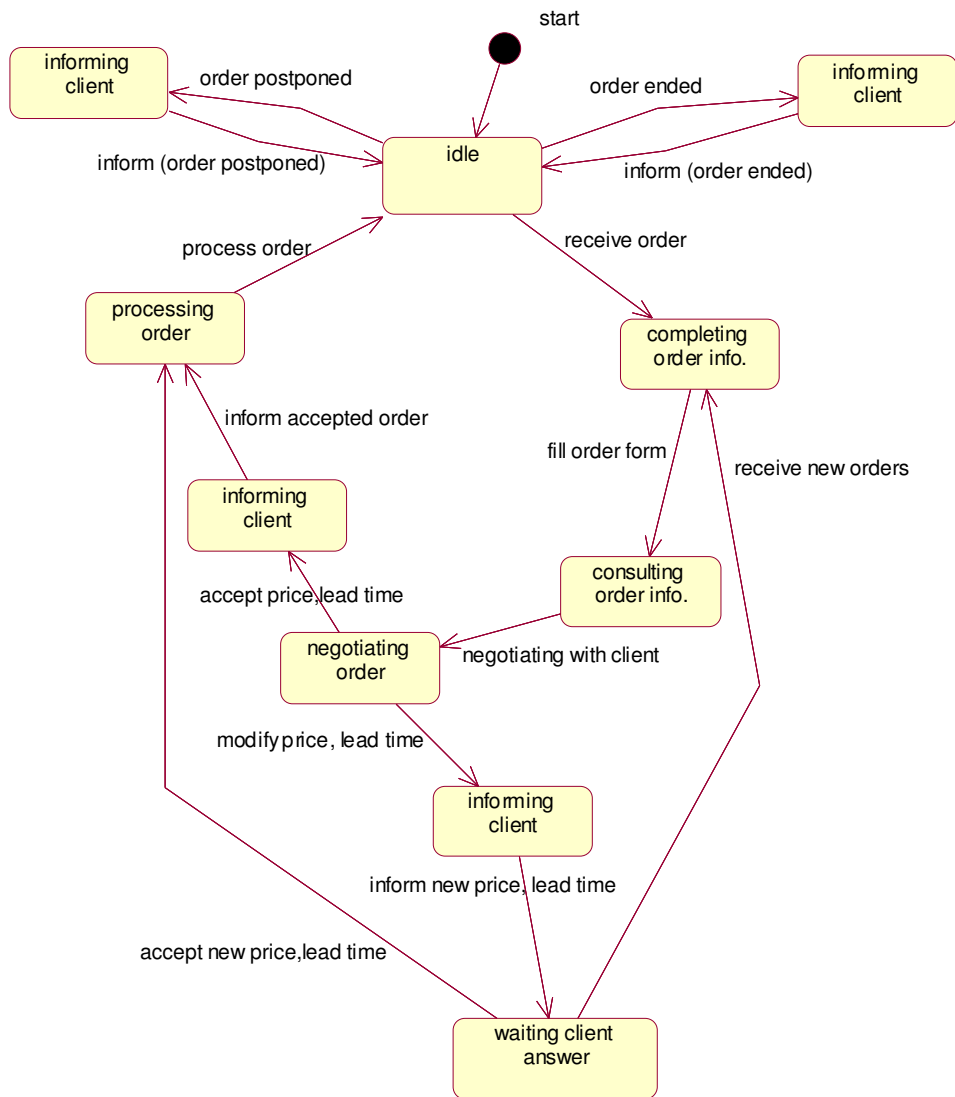 start
informing
client
order postponed
order ended
informing
client
inform (order postponed)
idle
inform (order ended)
process order
receive order
processing
order
completing
order info.
inform accepted order
fill order form
receive new orders
informing
client
accept price,lead time
consulting
order info.
negotiating
order
negotiating with client
modify price, lead time
informing
client
inform new price, lead time
accept new price,lead time
waiting client
answer